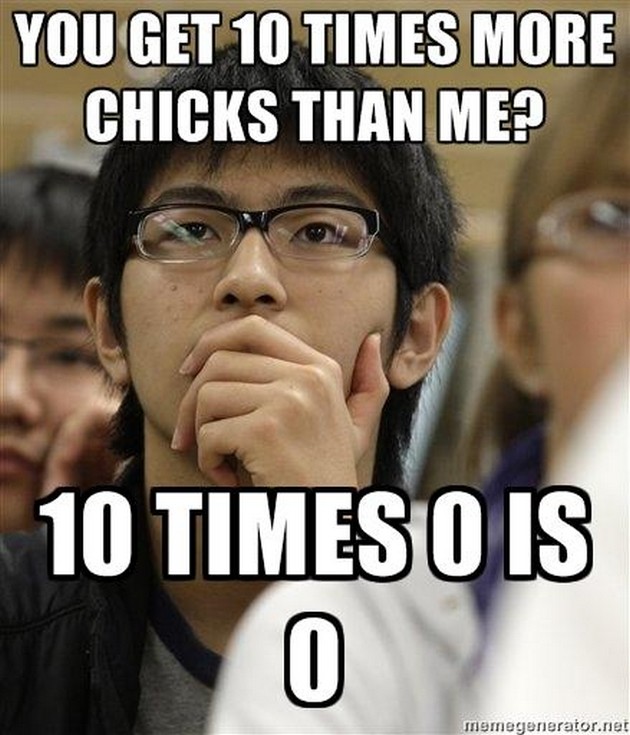 YOU GET 10 TIMES MORE
CHICKS THAN ME?
10 TIMES 0 IS
0
memegenerator.net